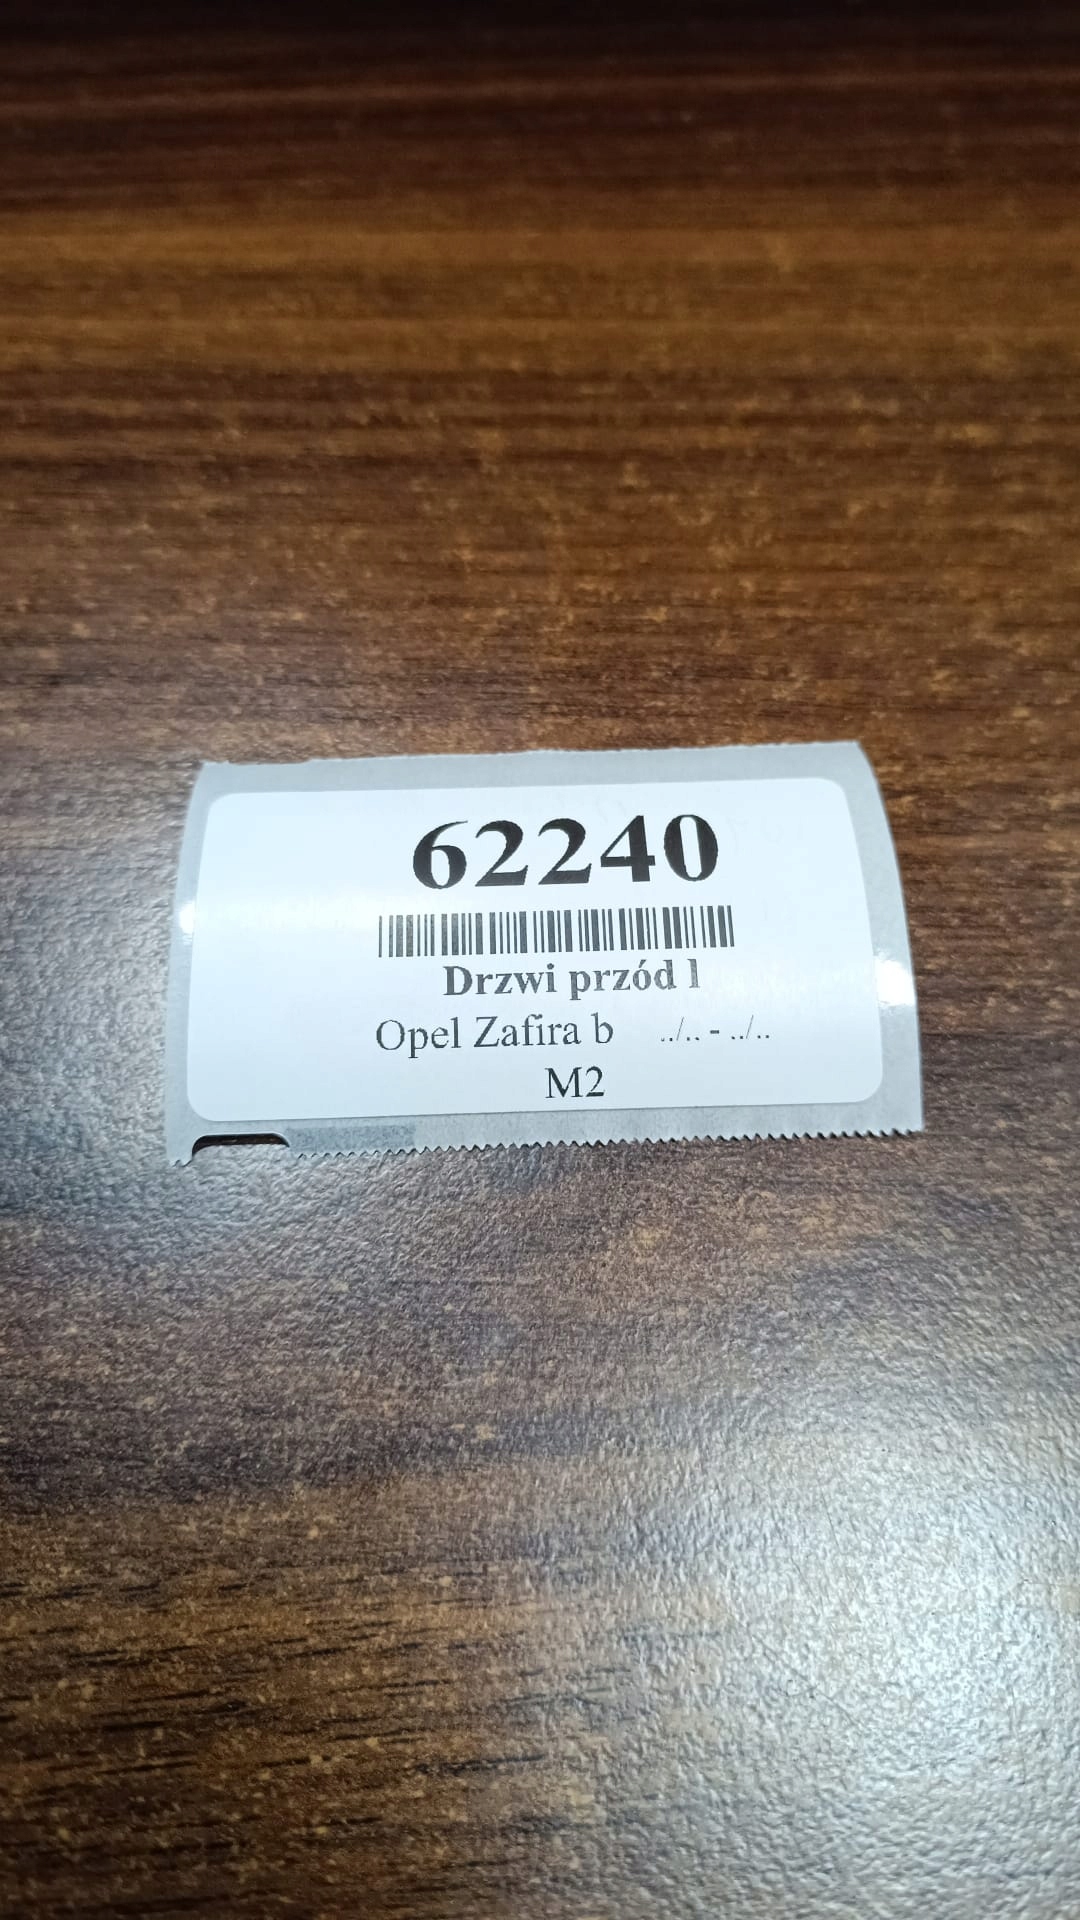 62240
Drzwi przód l
Opel Zafira b ../.. - ../..
M2